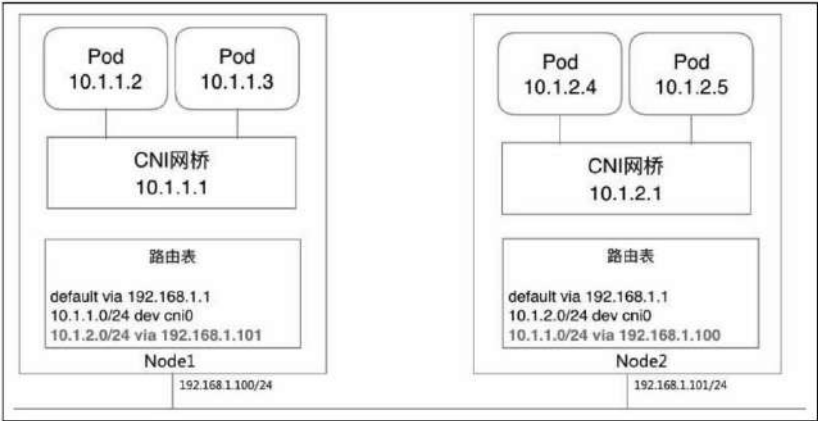 Pod
10.1.1.2
Pod
10.1.1.3
CNI网桥
10.1.1.1
路由表
default via 192.168.1.1
10.1.1.0/24 dev cni0
10.1.2.0/24 via 192.168.1.101
Node1
192.168.1.100/24
Pod
10.1.2.4
Pod
10.1.2.5
CNI网桥
10.1.2.1
路由表
default via 192.168.1.1
10.1.2.0/24 dev cni0
10.1.1.0/24 via 192.168.1.100
Node2
192.168.1.101/24